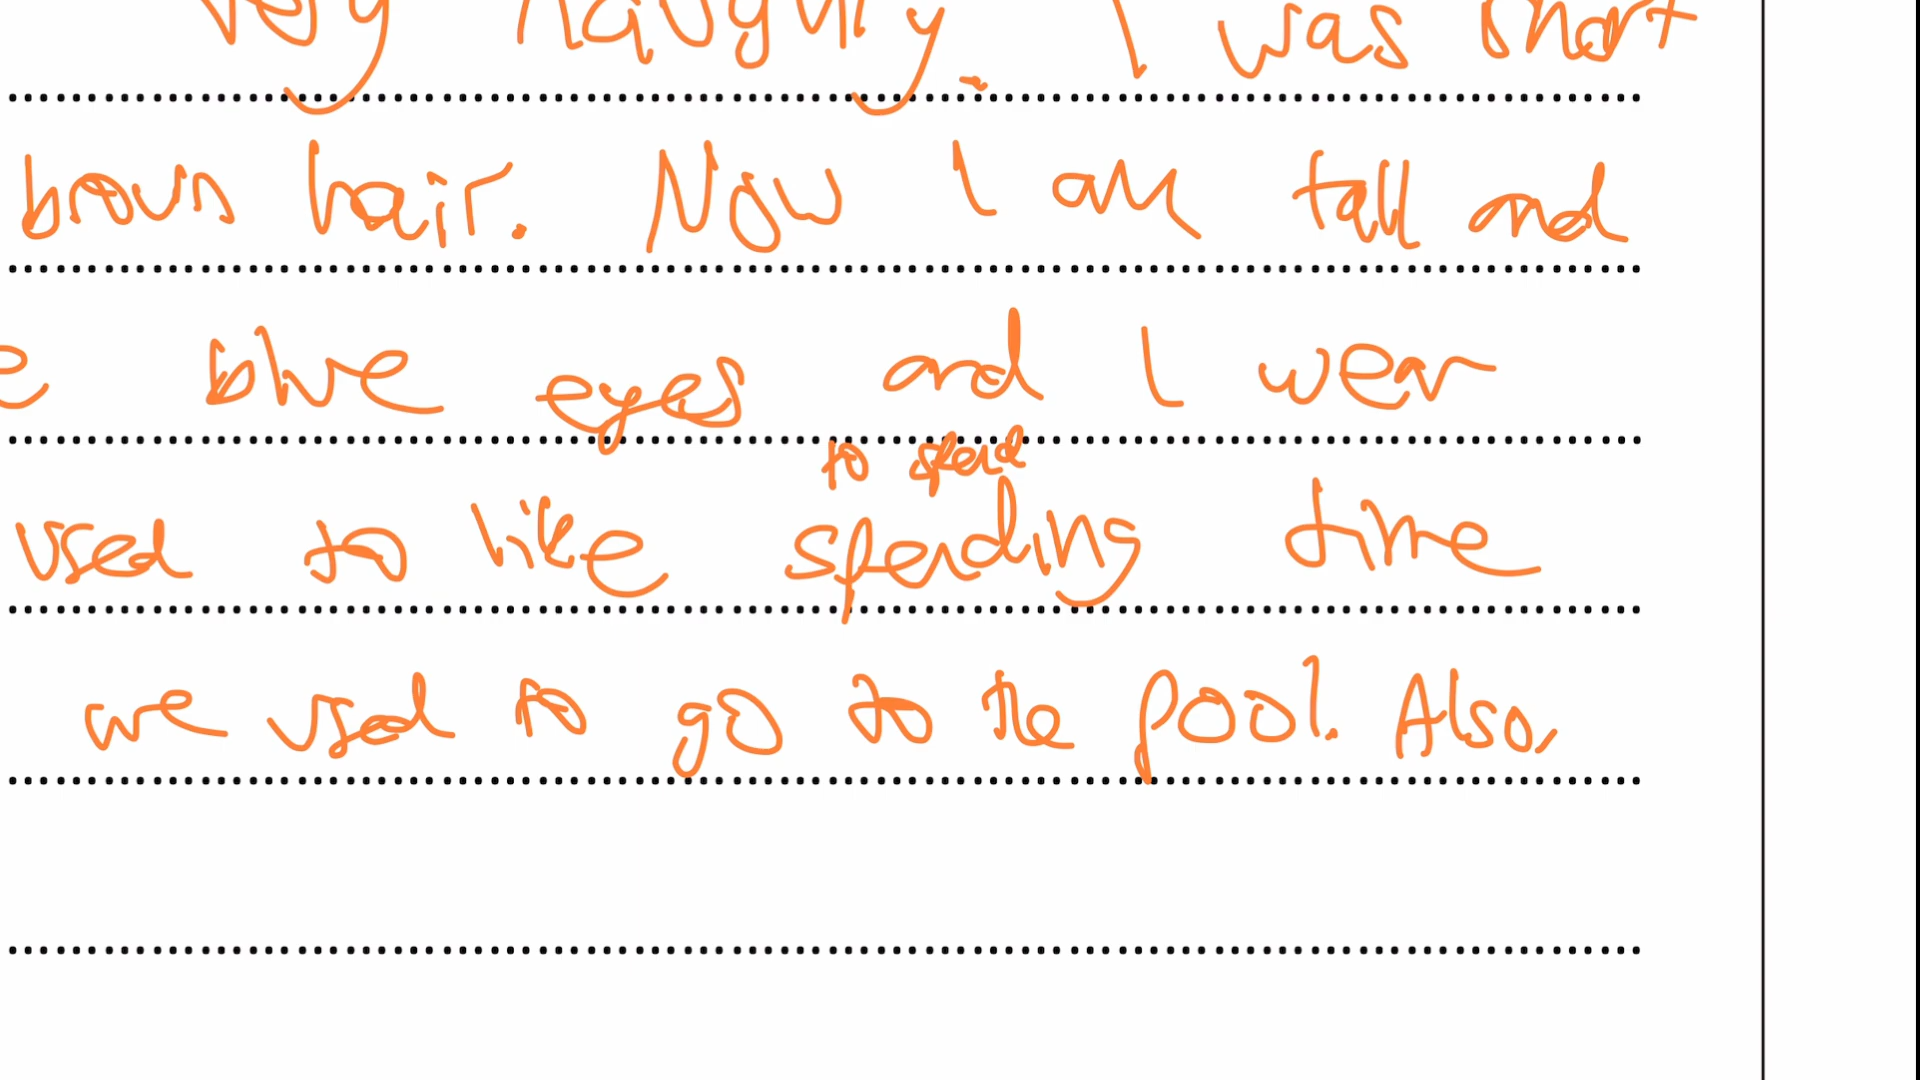 very naughty. I was short
brown hair. Now I am tall and
e blue eyes and I wear
to spend
used to like spending time
we used to go to the pool. Also,